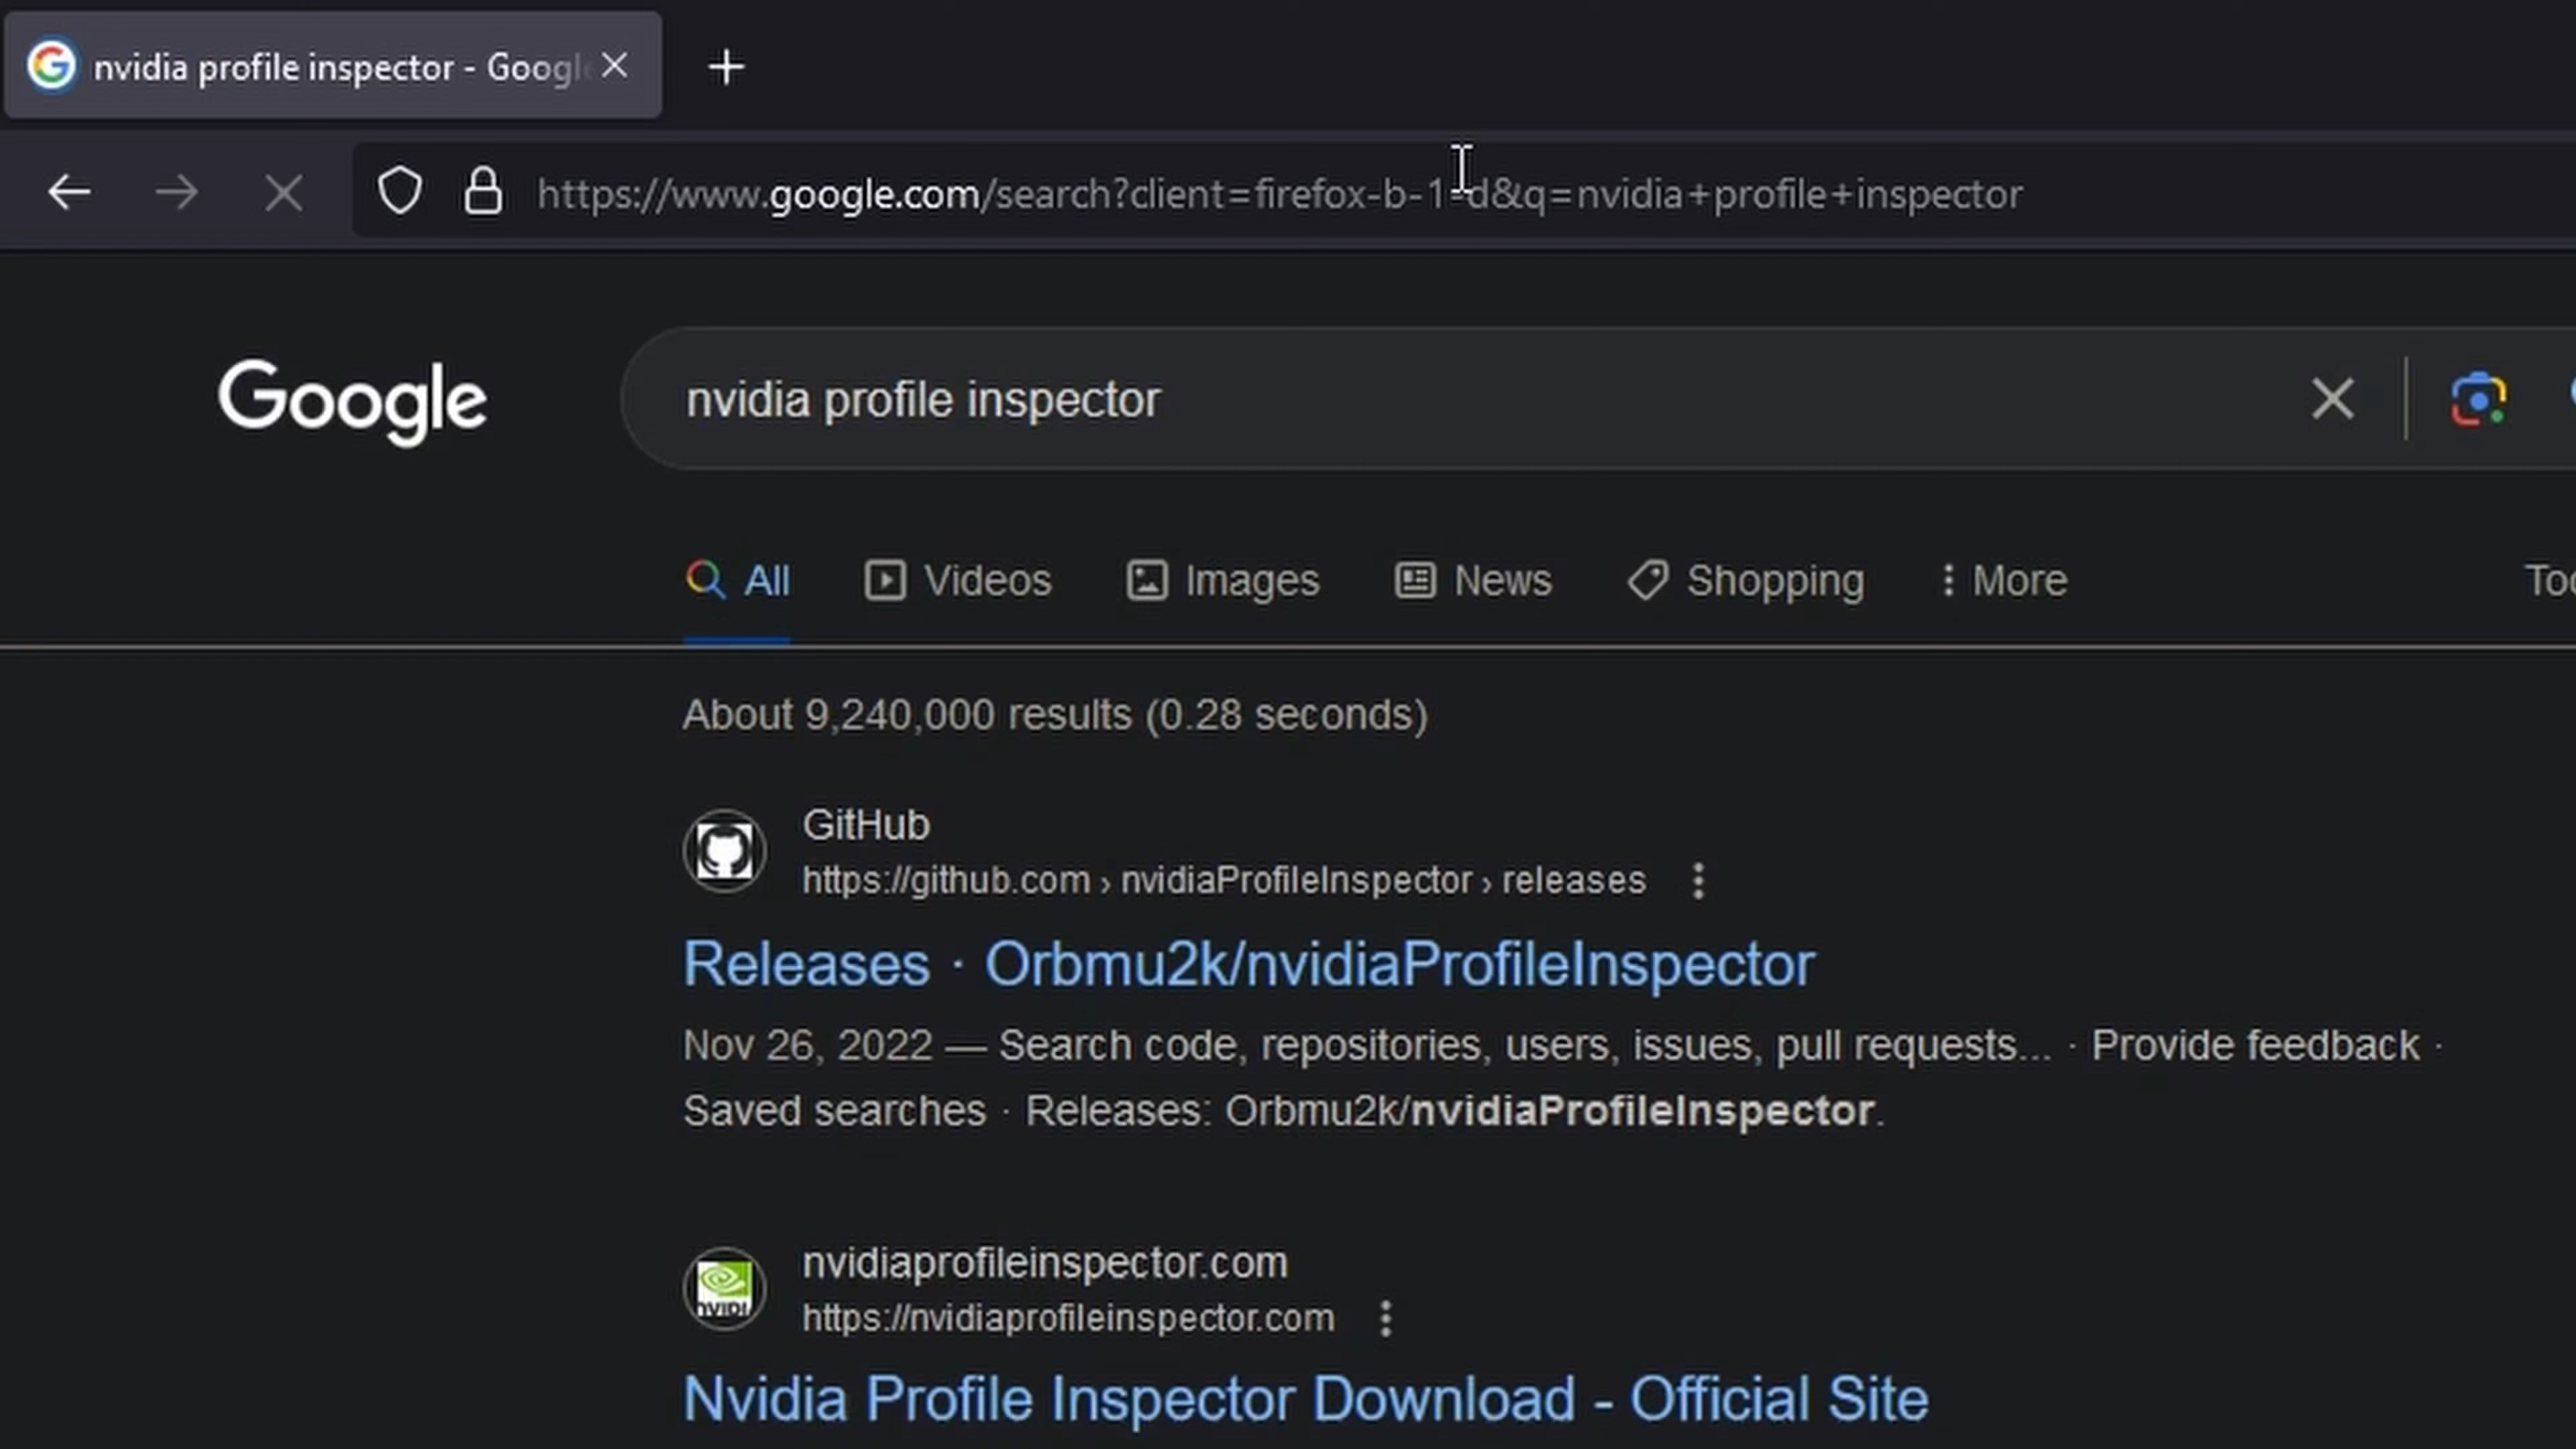 nvidia profile inspector - Google
https://www.google.com/search?client=firefox-b-1-d&q=nvidia+profile+inspector
Google
nvidia profile inspector
All Videos Images News Shopping More
About 9,240,000 results (0.28 seconds)
GitHub
https://github.com › nvidiaProfileInspector › releases
Releases · Orbmu2k/nvidiaProfileInspector
Nov 26, 2022 — Search code, repositories, users, issues, pull requests... · Provide feedback ·
Saved searches · Releases: Orbmu2k/nvidiaProfileInspector.
nvidiaprofileinspector.com
https://nvidiaprofileinspector.com
Nvidia Profile Inspector Download - Official Site